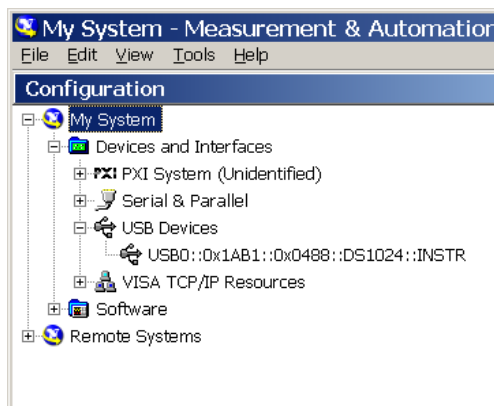 My System - Measurement & Automation
File Edit View Tools Help
Configuration
My System
Devices and Interfaces
PXI PXI System (Unidentified)
Serial & Parallel
USB Devices
USB0::0x1AB1::0x0488::DS1024::INSTR
VISA TCP/IP Resources
Software
Remote Systems